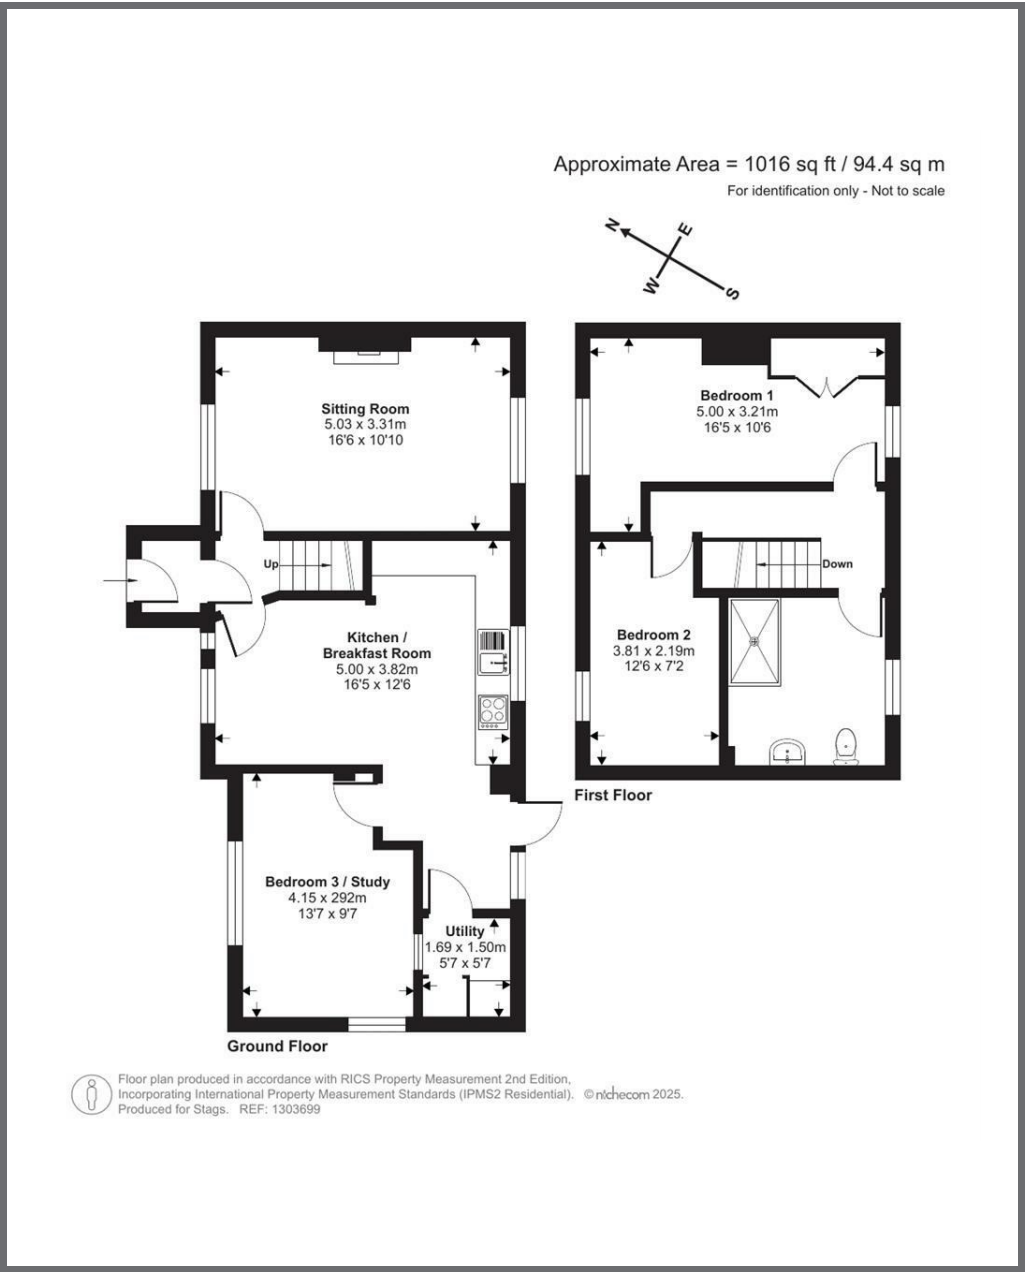 Approximate Area = 1016 sq ft / 94.4 sq m
For identification only - Not to scale
N
E
W
S
Sitting Room
5.03 x 3.31m
16'6 x 10'10
Up
Kitchen /
Breakfast Room
5.00 x 3.82m
16'5 x 12'6
Bedroom 3 / Study
4.15 x 292m
13'7 x 9'7
Utility
1.69 x 1.50m
5'7 x 5'7
Ground Floor
Bedroom 1
5.00 x 3.21m
16'5 x 10'6
Down
Bedroom 2
3.81 x 2.19m
12'6 x 7'2
First Floor
Floor plan produced in accordance with RICS Property Measurement 2nd Edition,
Incorporating International Property Measurement Standards (IPMS2 Residential). © nichecom 2025.
Produced for Stags. REF: 1303699